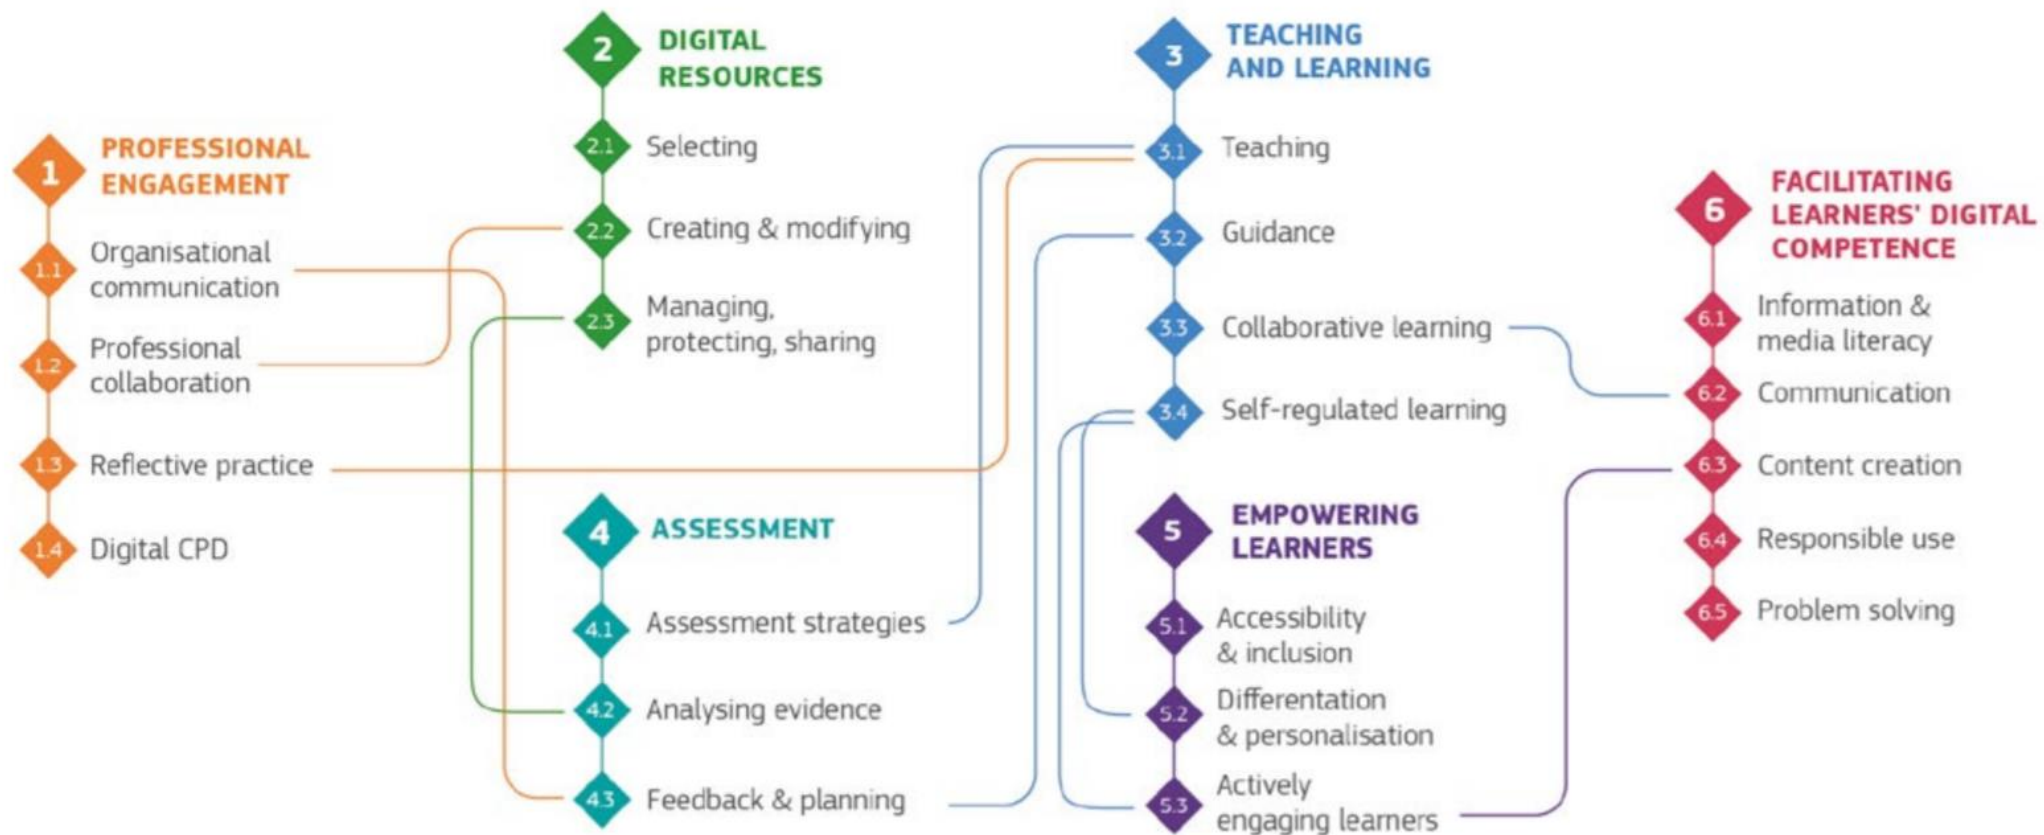 1
PROFESSIONAL
ENGAGEMENT
1.1
Organisational
communication
1.2
Professional
collaboration
1.3
Reflective practice
1.4
Digital CPD
2
DIGITAL
RESOURCES
2.1
Selecting
2.2
Creating & modifying
2.3
Managing,
protecting, sharing
3
TEACHING
AND LEARNING
3.1
Teaching
3.2
Guidance
3.3
Collaborative learning
3.4
Self-regulated learning
4
ASSESSMENT
4.1
Assessment strategies
4.2
Analysing evidence
4.3
Feedback & planning
5
EMPOWERING
LEARNERS
5.1
Accessibility
& inclusion
5.2
Differentation
& personalisation
5.3
Actively
engaging learners
6
FACILITATING
LEARNERS' DIGITAL
COMPETENCE
6.1
Information &
media literacy
6.2
Communication
6.3
Content creation
6.4
Responsible use
6.5
Problem solving